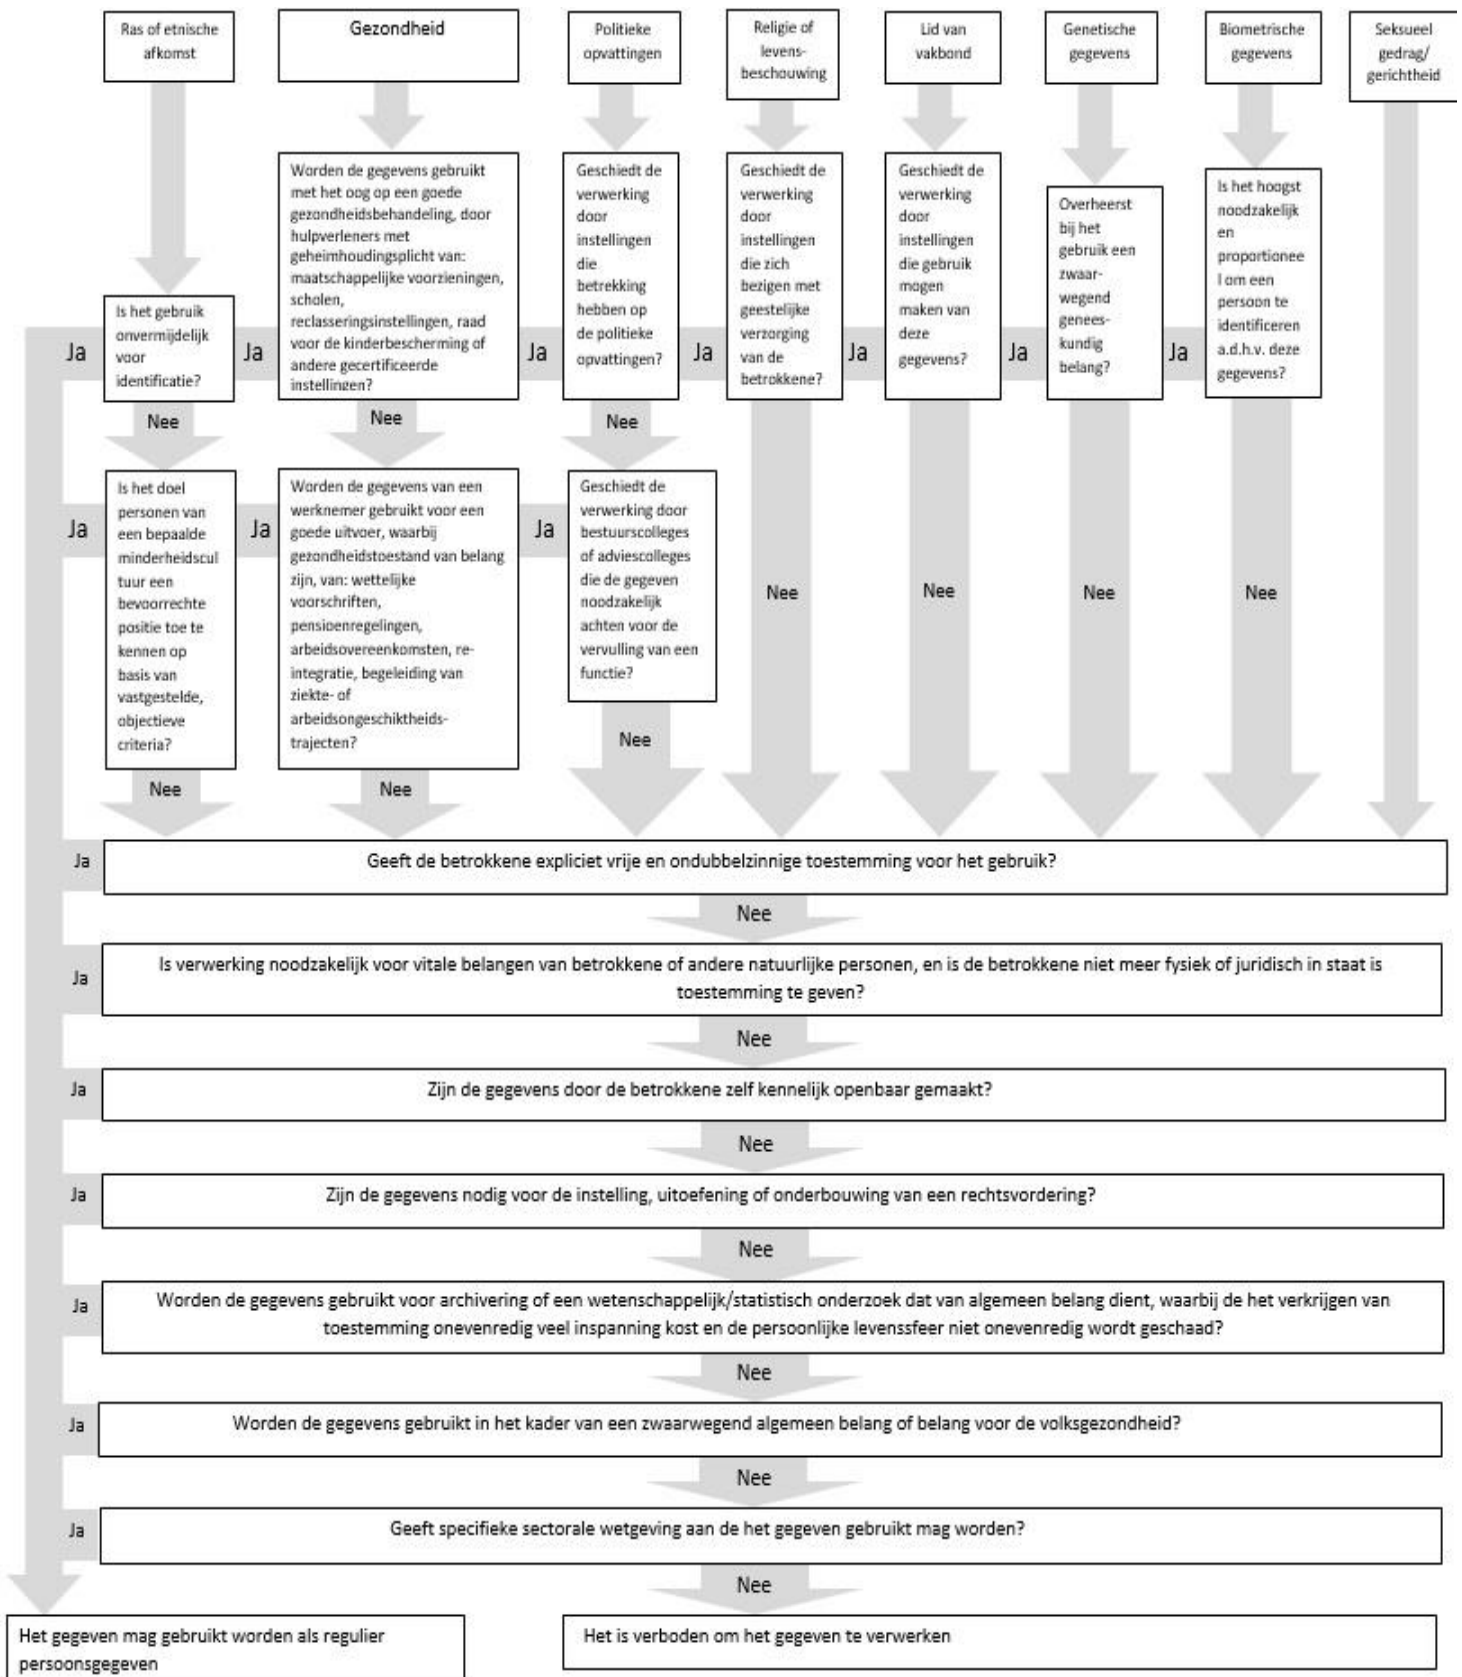 Ras of etnische
afkomst
Gezondheid
Politieke
opvattingen
Religie of
levens-
beschouwing
Lid van
vakbond
Genetische
gegevens
Biometrische
gegevens
Seksueel
gedrag/
gerichtheid
Is het gebruik
onvermijdelijk
voor
identificatie?
Worden de gegevens gebruikt
met het oog op een goede
gezondheidsbehandeling, door
hulpverleners met
geheimhoudingsplicht van:
maatschappelijke voorzieningen,
scholen,
reclasseringsinstellingen, raad
voor de kinderbescherming of
andere gecertificeerde
instellingen?
Geschiedt de
verwerking
door
instellingen
die
betrekking
hebben op
de politieke
opvattingen?
Geschiedt de
verwerking
door
instellingen
die zich
bezigen met
geestelijke
verzorging
van de
betrokkene?
Geschiedt de
verwerking
door
instellingen
die gebruik
mogen
maken van
deze
gegevens?
Overheerst
bij het
gebruik een
zwaar-
wegend
genees-
kundig
belang?
Is het hoogst
noodzakelijk
en
proportionee
l om een
persoon te
identificeren
a.d.h.v. deze
gegevens?
Ja
Ja
Ja
Ja
Ja
Ja
Ja
Nee
Nee
Nee
Is het doel
personen van
een bepaalde
minderheidscul
tuur een
bevoorrechte
positie toe te
kennen op
basis van
vastgestelde,
objectieve
criteria?
Worden de gegevens van een
werknemer gebruikt voor een
goede uitvoer, waarbij
gezondheidstoestand van belang
zijn, van: wettelijke
voorschriften,
pensioenregelingen,
arbeidsovereenkomsten, re-
integratie, begeleiding van
ziekte- of
arbeidsongeschiktheids-
trajecten?
Geschiedt de
verwerking door
bestuurscolleges
of adviescolleges
die de gegeven
noodzakelijk
achten voor de
vervulling van een
functie?
Ja
Ja
Ja
Nee
Nee
Nee
Nee
Nee
Nee
Nee
Ja
Geeft de betrokkene expliciet vrije en ondubbelzinnige toestemming voor het gebruik?
Nee
Ja
Is verwerking noodzakelijk voor vitale belangen van betrokkene of andere natuurlijke personen, en is de betrokkene niet meer fysiek of juridisch in staat is
toestemming te geven?
Nee
Ja
Zijn de gegevens door de betrokkene zelf kennelijk openbaar gemaakt?
Nee
Ja
Zijn de gegevens nodig voor de instelling, uitoefening of onderbouwing van een rechtsvordering?
Nee
Ja
Worden de gegevens gebruikt voor archivering of een wetenschappelijk/statistisch onderzoek dat van algemeen belang dient, waarbij de het verkrijgen van
toestemming onevenredig veel inspanning kost en de persoonlijke levenssfeer niet onevenredig wordt geschaad?
Nee
Ja
Worden de gegevens gebruikt in het kader van een zwaarwegend algemeen belang of belang voor de volksgezondheid?
Nee
Ja
Geeft specifieke sectorale wetgeving aan de het gegeven gebruikt mag worden?
Nee
Het gegeven mag gebruikt worden als regulier
persoonsgegeven
Het is verboden om het gegeven te verwerken